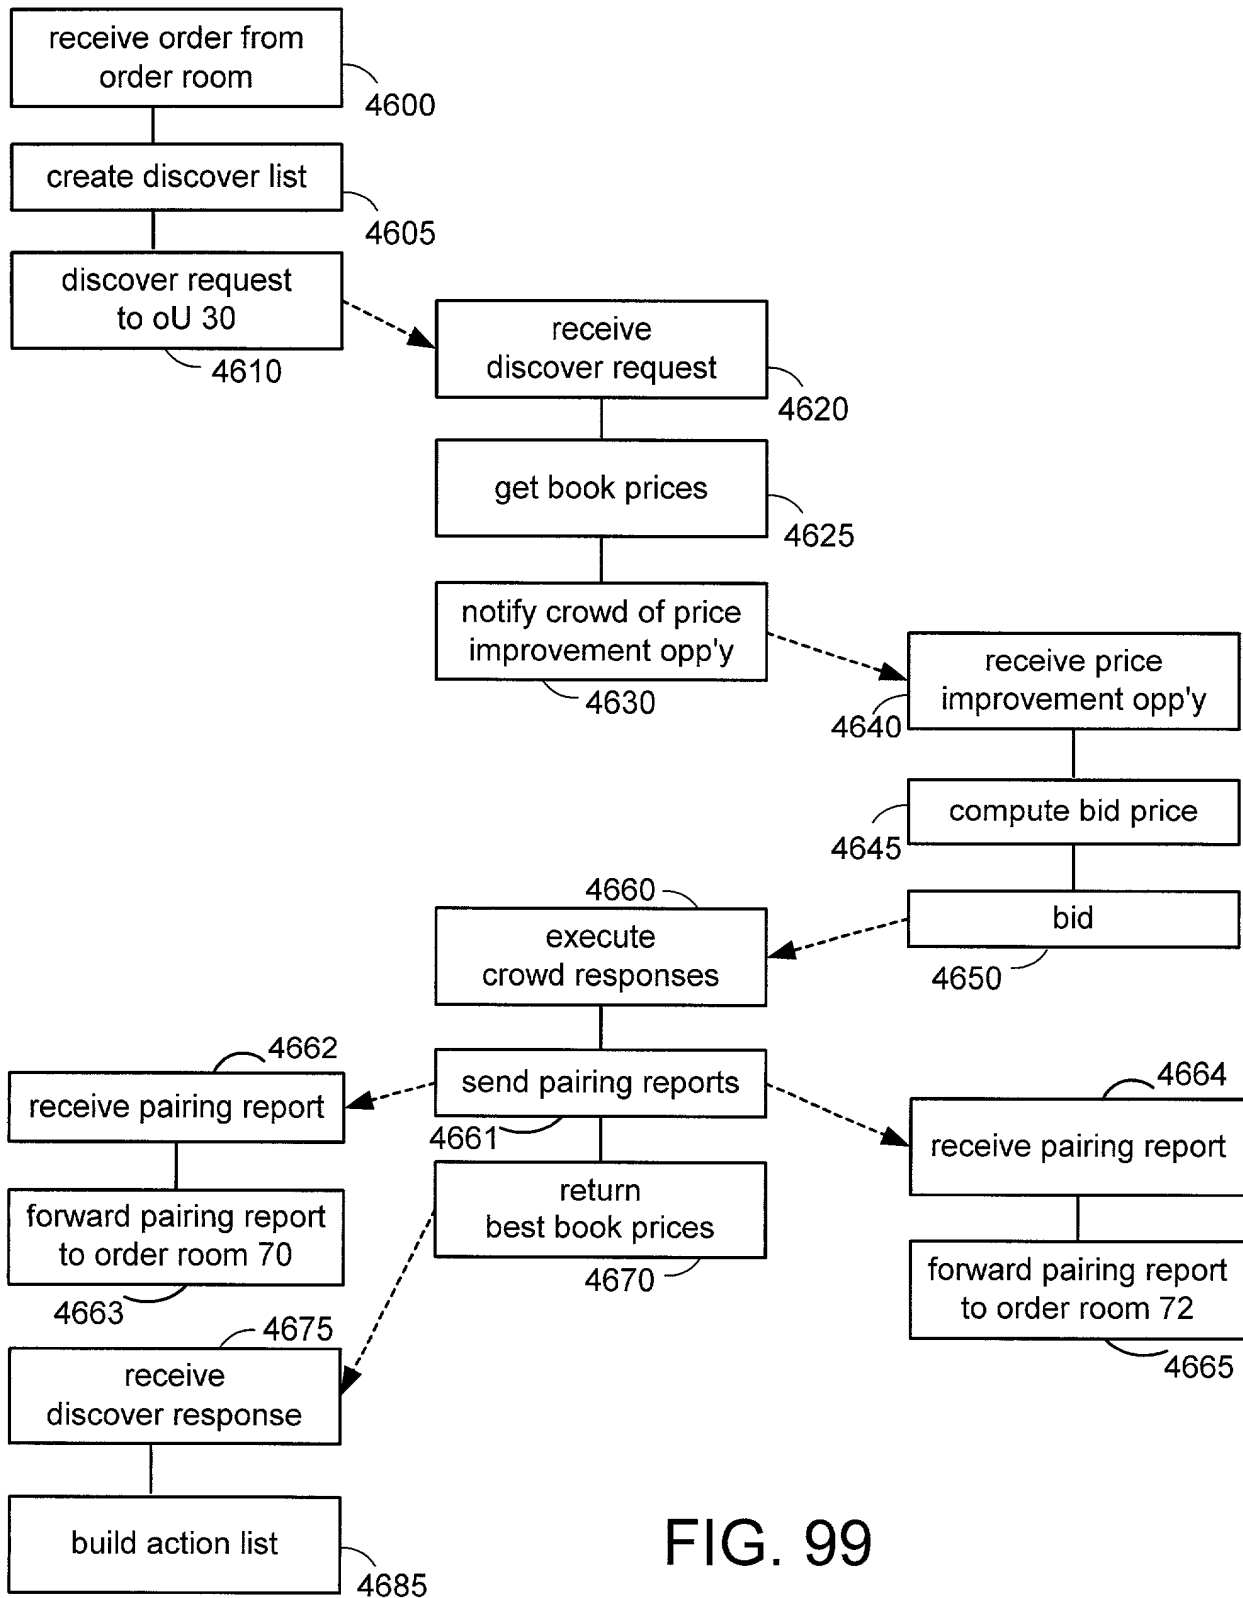 receive order from
order room
4600
create discover list
4605
discover request
to oU 30
4610
receive
discover request
4620
get book prices
4625
notify crowd of price
improvement opp'y
4630
receive price
improvement opp'y
4640
compute bid price
4645
bid
4650
4660
execute
crowd responses
send pairing reports
4661
4662
receive pairing report
forward pairing report
to order room 70
4663
4664
receive pairing report
forward pairing report
to order room 72
4665
return
best book prices
4670
4675
receive
discover response
build action list
4685
FIG. 99